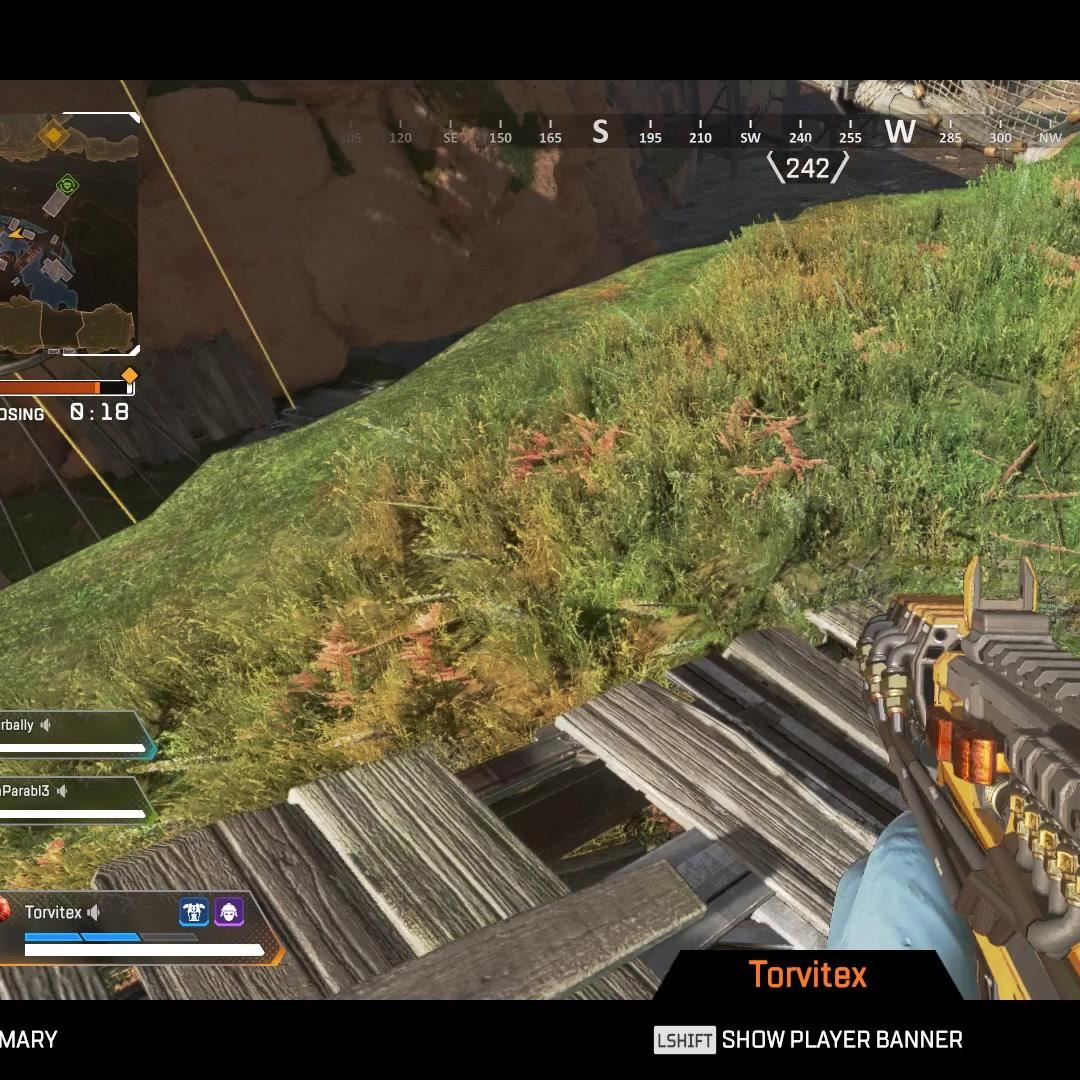 105 120 SE 150 165 S 195 210 SW 240 255 W 285 300 NW
242
OSING 0:18
rbally
Parabl3
Torvitex
Torvitex
MARY
LSHIFT SHOW PLAYER BANNER